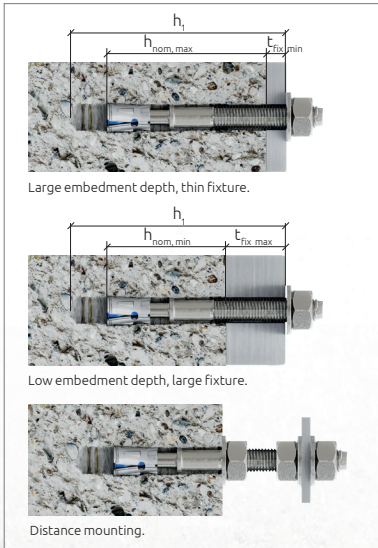 h1
hnom, max
tfix min
Large embedment depth, thin fixture.
h1
hnom, min
tfix max
Low embedment depth, large fixture.
Distance mounting.